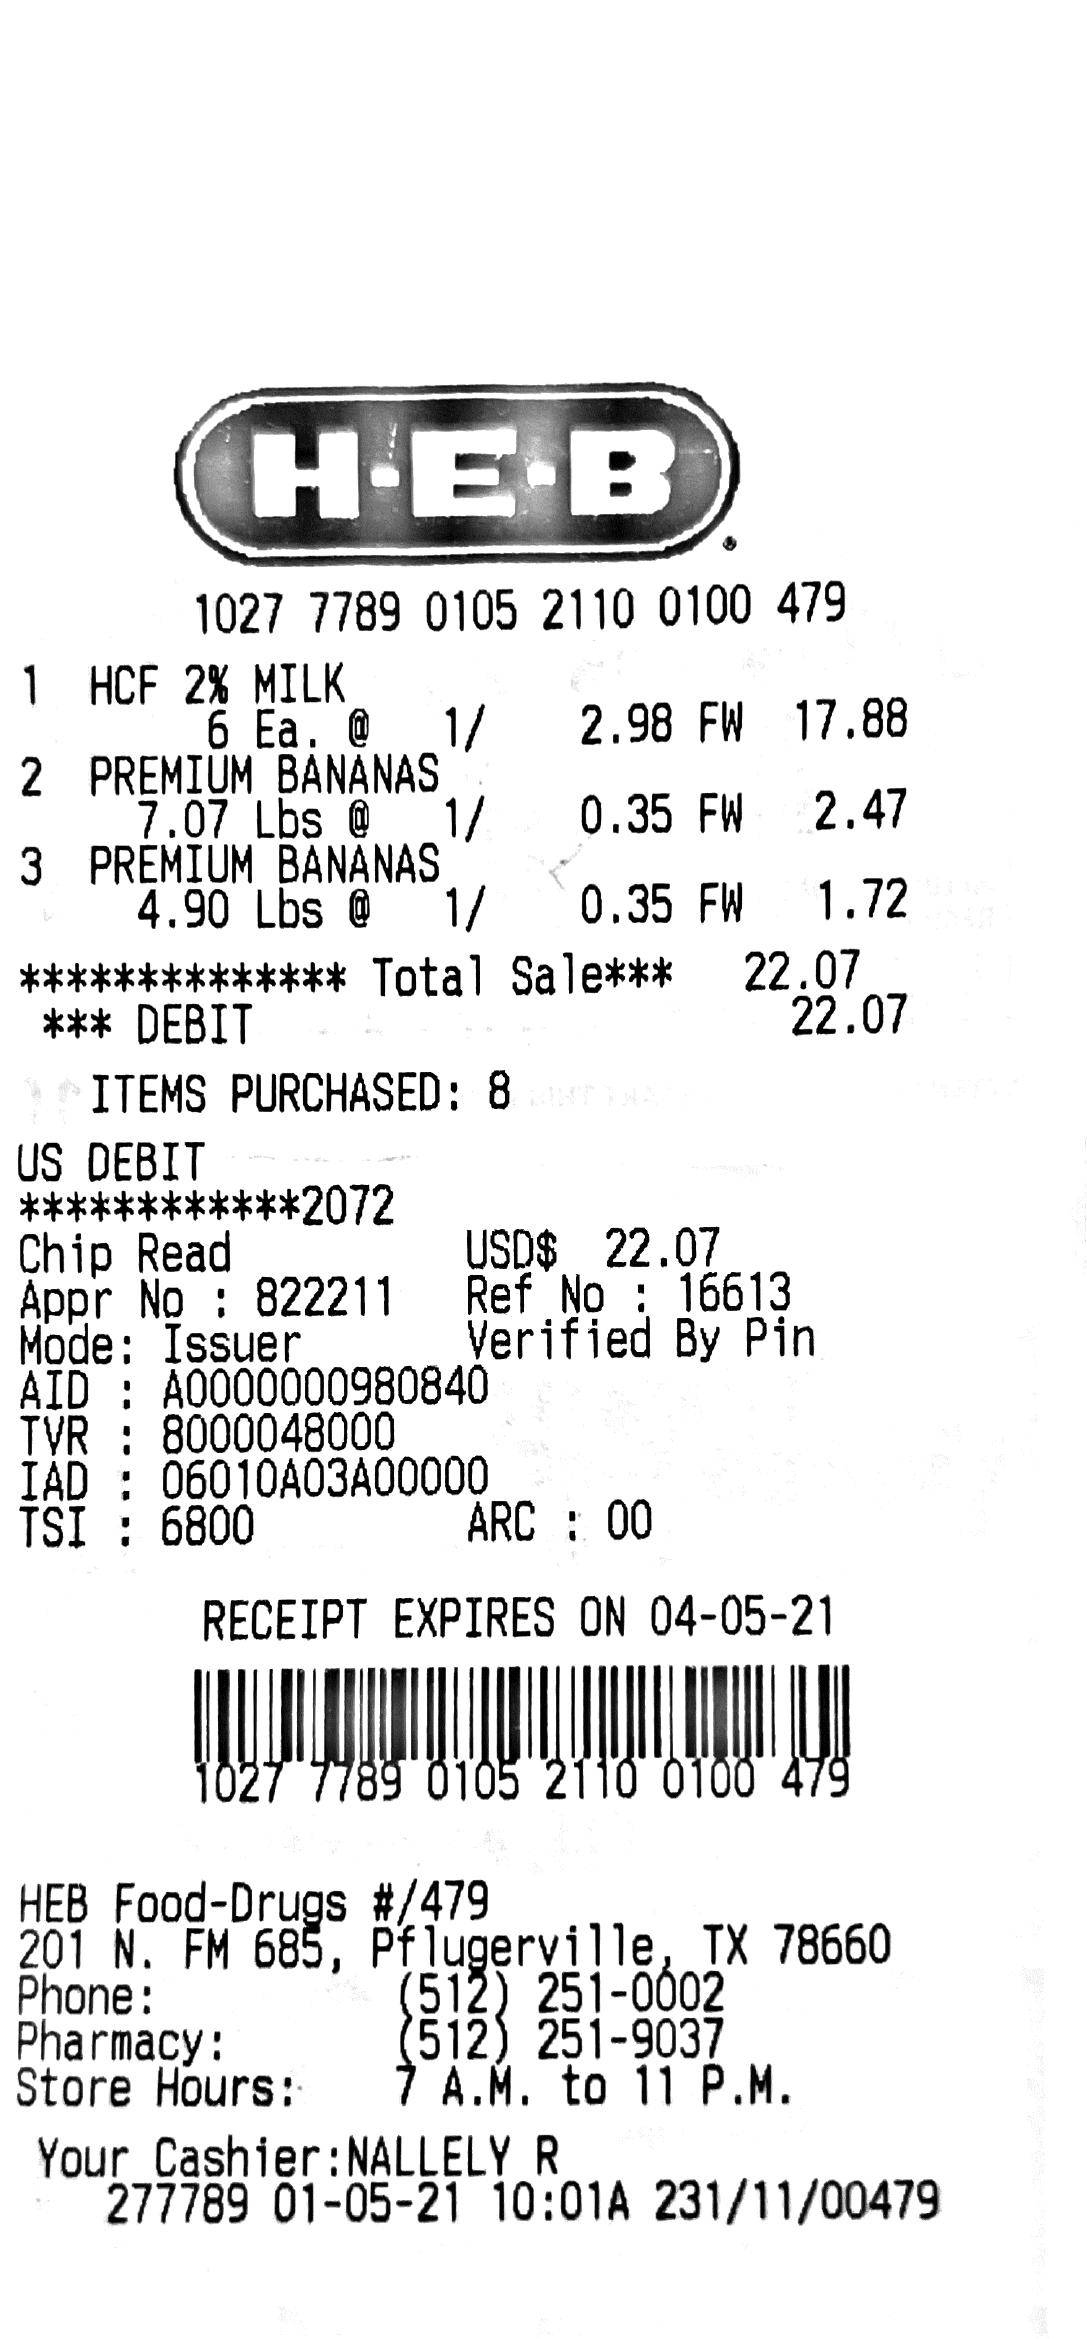 H·E·B
1027 7789 0105 2110 0100 479
1 HCF 2% MILK
6 Ea. @ 1/ 2.98 FW 17.88
2 PREMIUM BANANAS
7.07 Lbs @ 1/ 0.35 FW 2.47
3 PREMIUM BANANAS
4.90 Lbs @ 1/ 0.35 FW 1.72
************** Total Sale*** 22.07
*** DEBIT 22.07
ITEMS PURCHASED: 8
US DEBIT
************2072
Chip Read USD$ 22.07
Appr No : 822211 Ref No : 16613
Mode: Issuer Verified By Pin
AID : A0000000980840
TVR : 8000048000
IAD : 06010A03A00000
TSI : 6800 ARC : 00
RECEIPT EXPIRES ON 04-05-21
1027 7789 0105 2110 0100 479
HEB Food-Drugs #/479
201 N. FM 685, Pflugerville, TX 78660
Phone: (512) 251-0002
Pharmacy: (512) 251-9037
Store Hours: 7 A.M. to 11 P.M.
Your Cashier:NALLELY R
277789 01-05-21 10:01A 231/11/00479